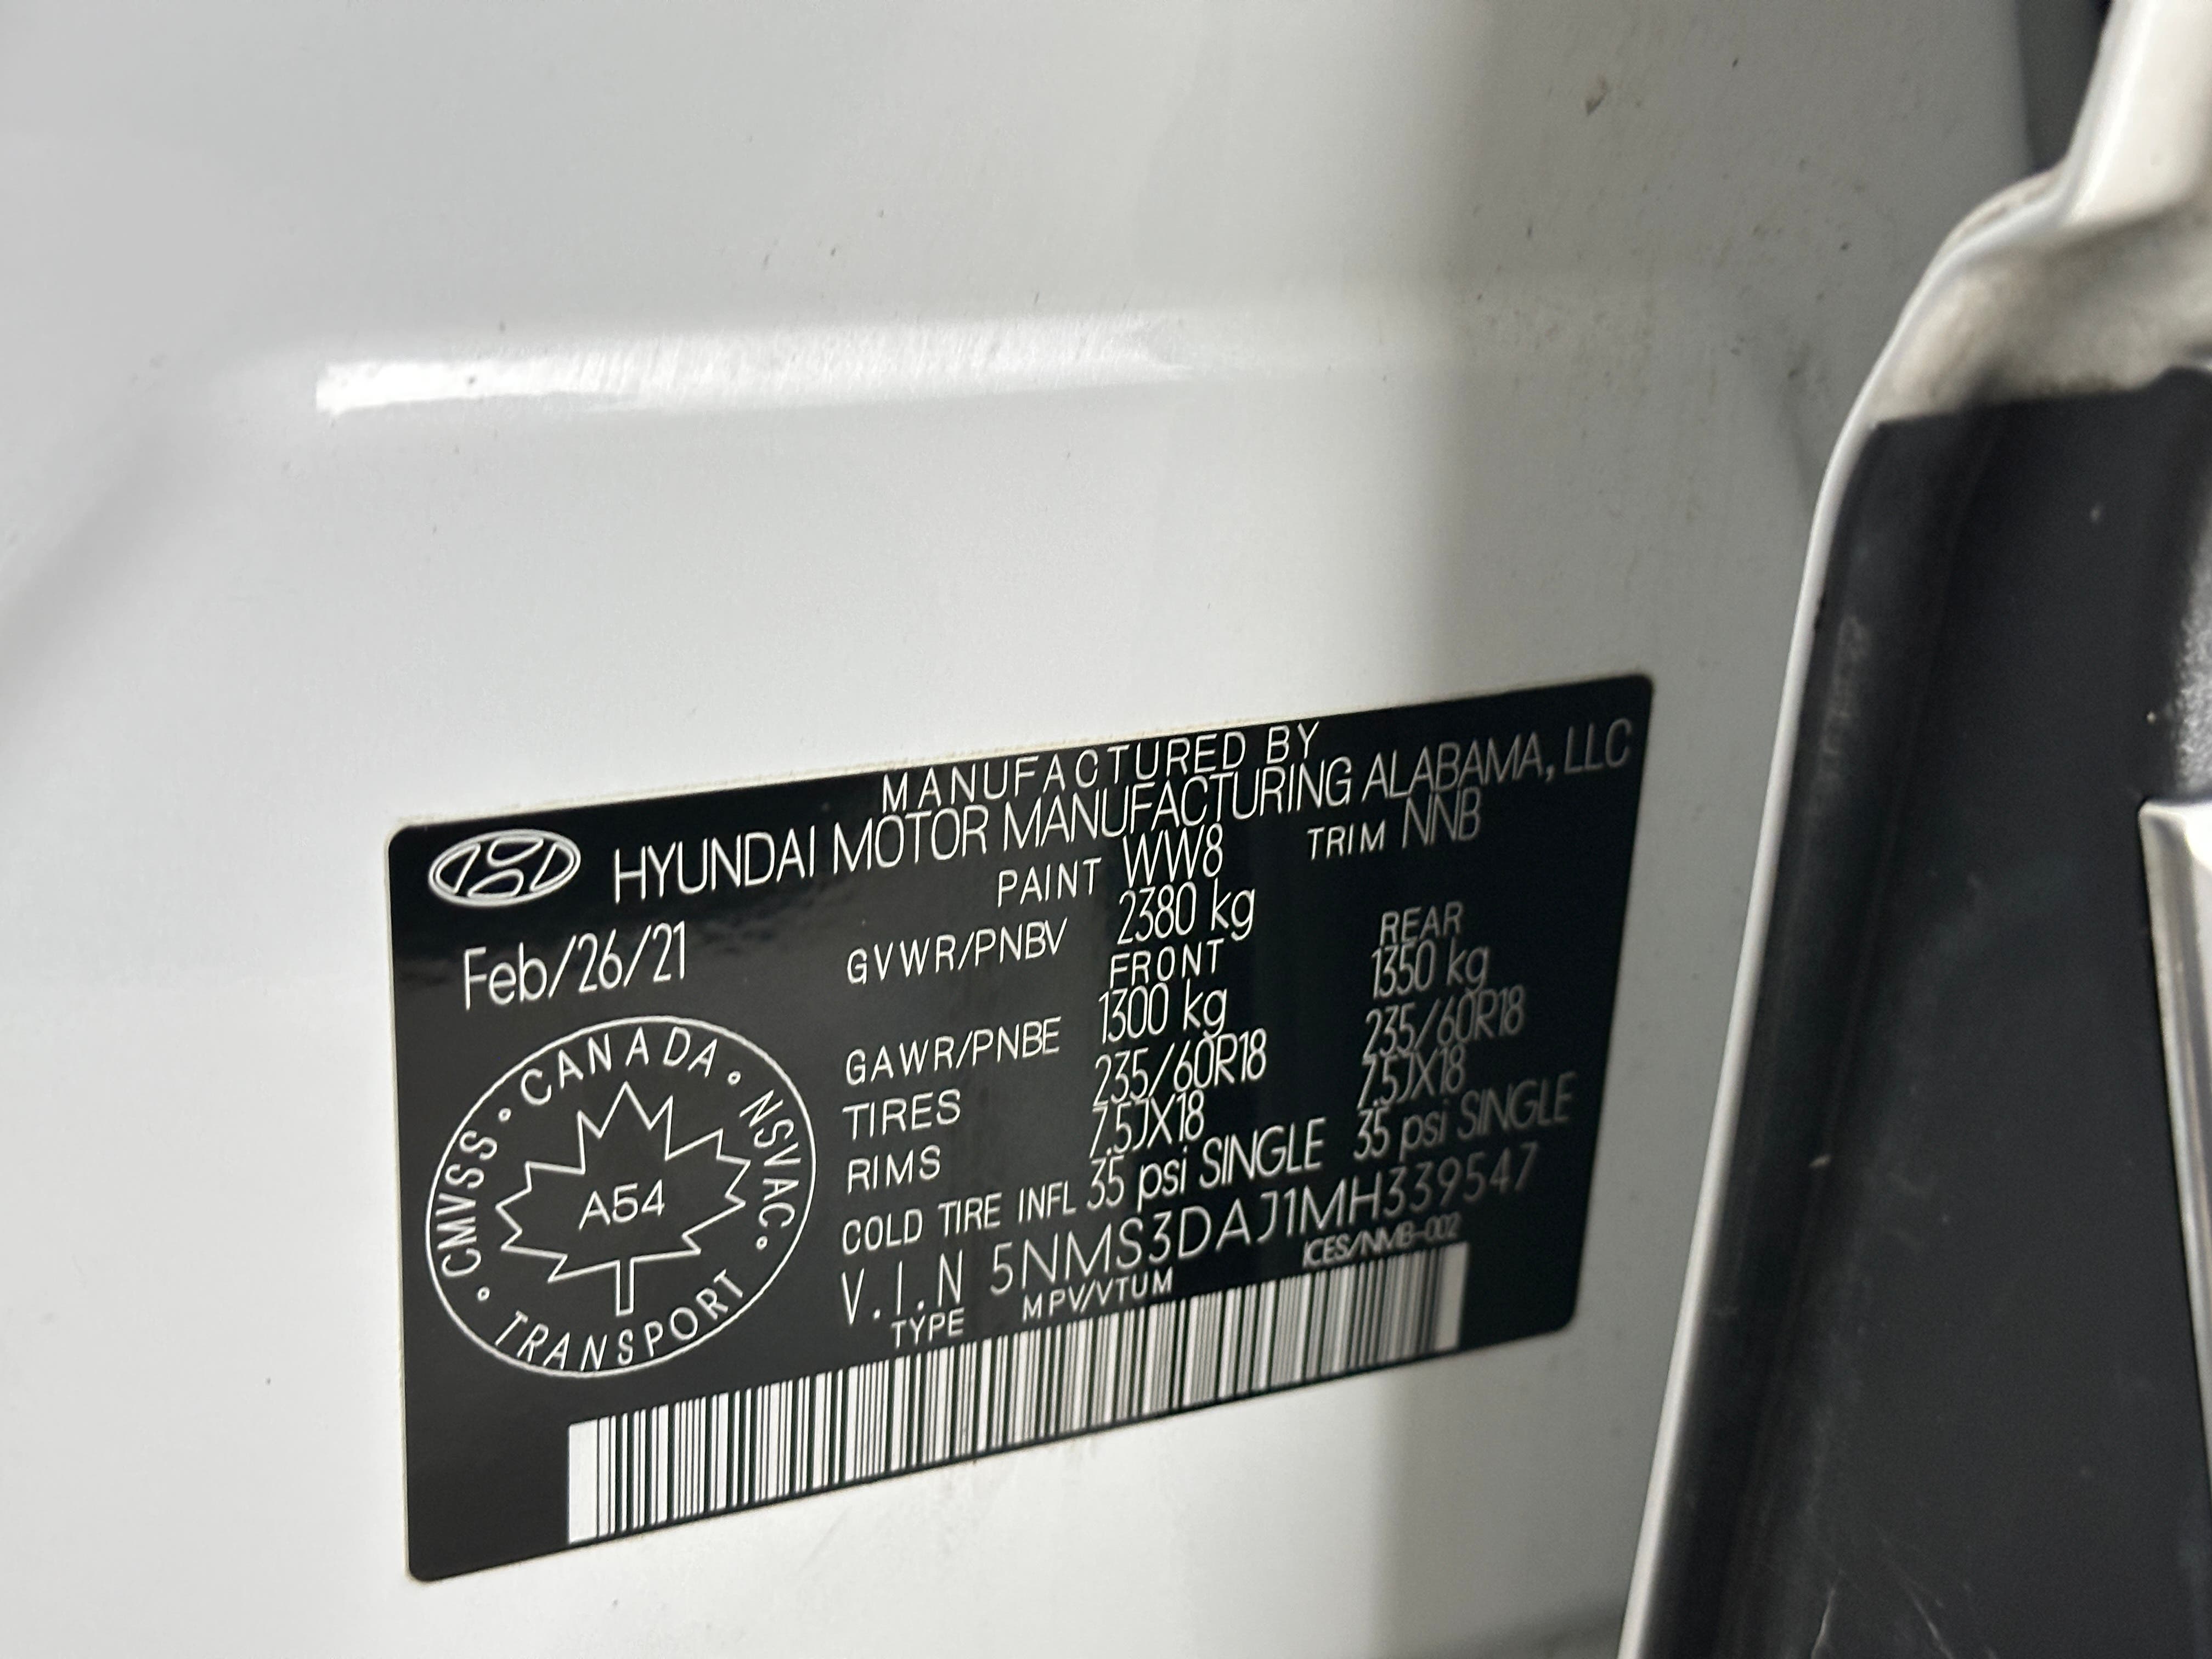 MANUFACTURED BY
HYUNDAI MOTOR MANUFACTURING ALABAMA, LLC
PAINT WW8 TRIM NNB
Feb/26/21
GVWR/PNBV 2380 kg
FRONT REAR
GAWR/PNBE 1300 kg 1350 kg
TIRES 235/60R18 235/60R18
RIMS 7.5JX18 7.5JX18
COLD TIRE INFL 35 psi SINGLE 35 psi SINGLE
V.I.N 5NMS3DAJ1MH339547
TYPE MPV/VTUM ICES/NMB-002
CMVSS ∘ CANADA ∘ NSVAC ∘ TRANSPORT ∘
A54